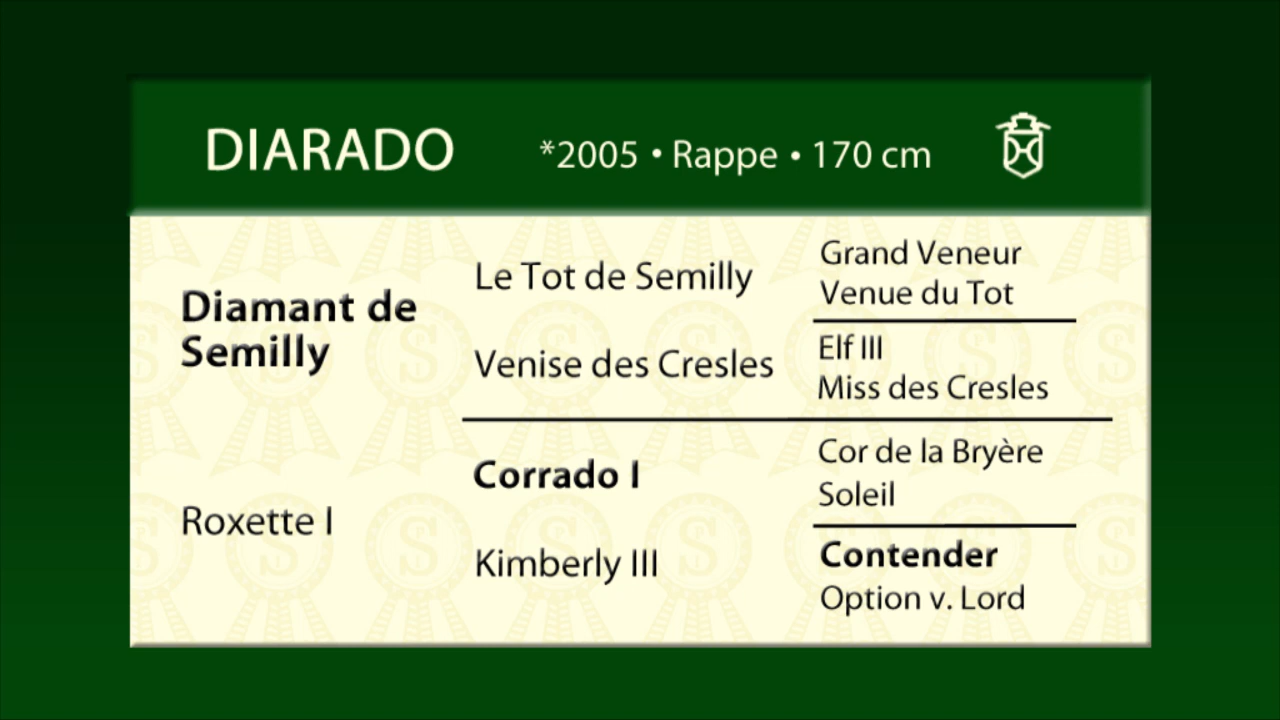 DIARADO
*2005 • Rappe • 170 cm
Diamant de
Semilly
Le Tot de Semilly
Grand Veneur
Venue du Tot
Venise des Cresles
Elf III
Miss des Cresles
Roxette I
Corrado I
Cor de la Bryère
Soleil
Kimberly III
Contender
Option v. Lord